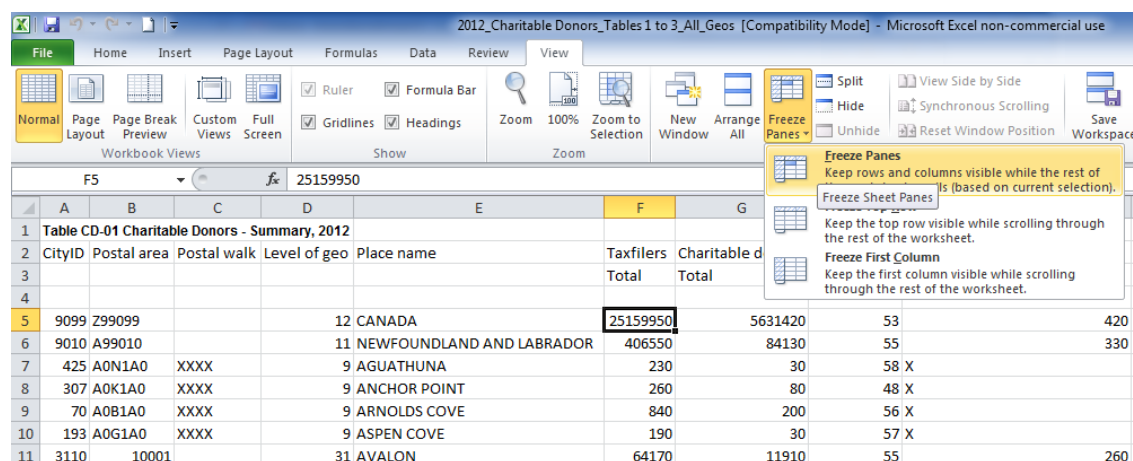 2012_Charitable Donors_Tables 1 to 3_All_Geos [Compatibility Mode] - Microsoft Excel non-commercial use
File Home Insert Page Layout Formulas Data Review View
Normal Page Layout Page Break Preview Custom Views Full Screen
Workbook Views
Ruler Formula Bar
Gridlines Headings
Show
Zoom 100% Zoom to Selection
Zoom
New Window Arrange All Freeze Panes
Split View Side by Side
Hide Synchronous Scrolling
Unhide Reset Window Position
Save Workspace
Freeze Panes
Keep rows and columns visible while the rest of
(based on current selection).
Freeze Sheet Panes
Keep the top row visible while scrolling through
the rest of the worksheet.
Freeze First Column
Keep the first column visible while scrolling
through the rest of the worksheet.
F5 fx 25159950
A B C D E F G
1 Table CD-01 Charitable Donors - Summary, 2012
2 CityID Postal area Postal walk Level of geo Place name Taxfilers Charitable d
3 Total Total
4
5 9099 Z99099 12 CANADA 25159950 5631420 53 420
6 9010 A99010 11 NEWFOUNDLAND AND LABRADOR 406550 84130 55 330
7 425 A0N1A0 XXXX 9 AGUATHUNA 230 30 58 X
8 307 A0K1A0 XXXX 9 ANCHOR POINT 260 80 48 X
9 70 A0B1A0 XXXX 9 ARNOLDS COVE 840 200 56 X
10 193 A0G1A0 XXXX 9 ASPEN COVE 190 30 57 X
11 3110 10001 31 AVALON 64170 11910 55 260